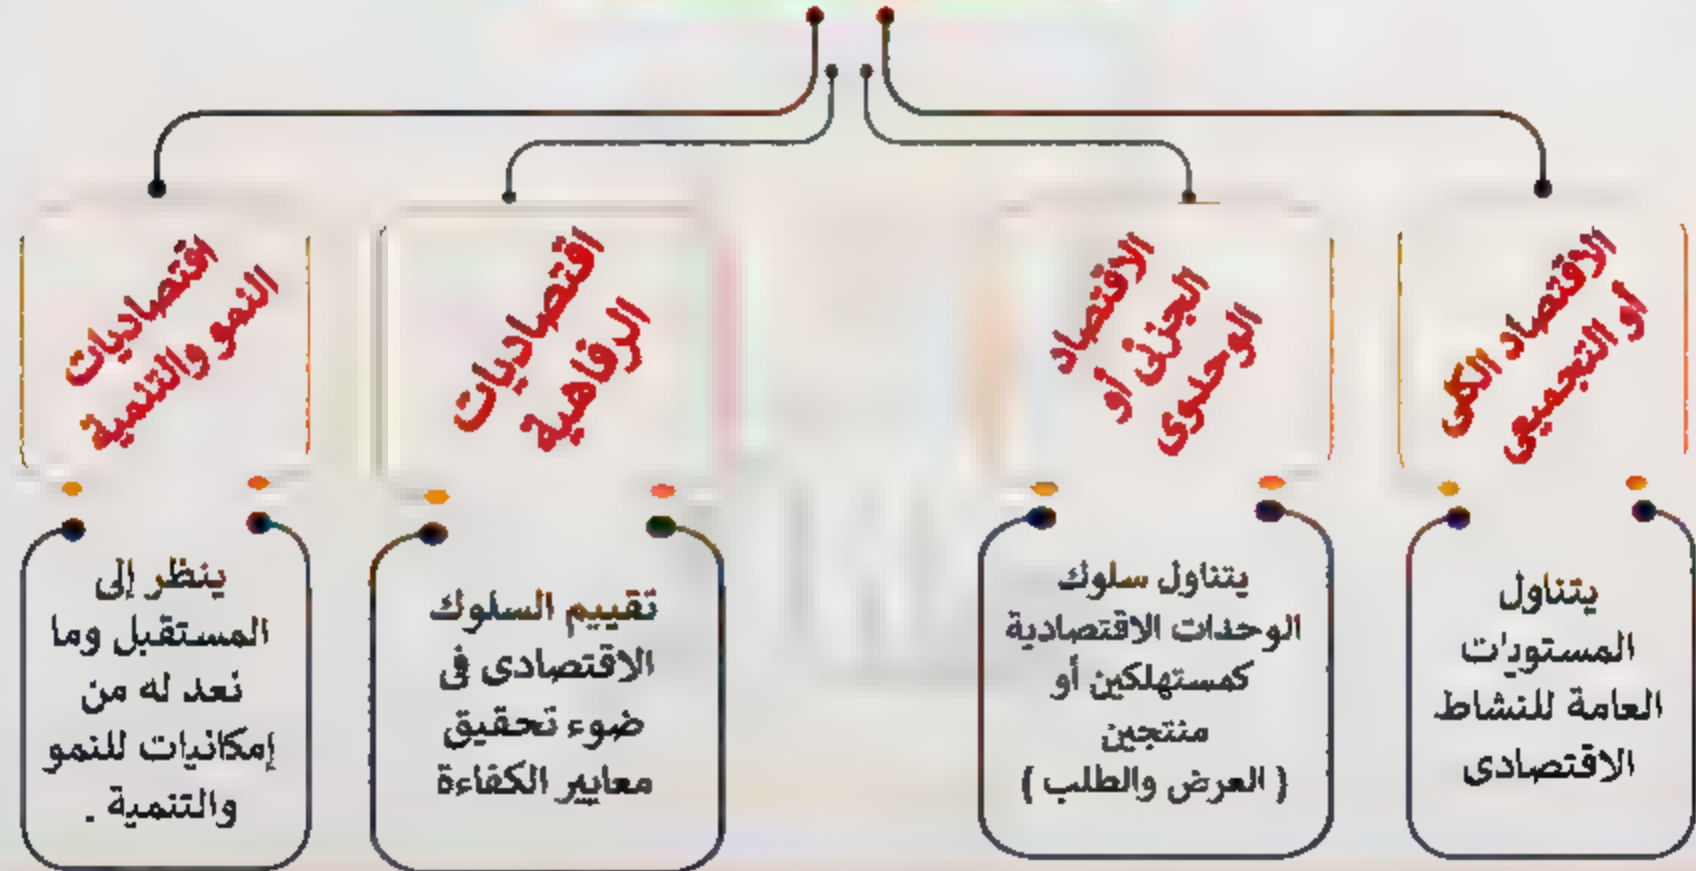 الاقتصاد الكلى
أو التجميعى
يتناول
المستويات
العامة للنشاط
الاقتصادى
الاقتصاد
الجزئى أو
الوحدوى
يتناول سلوك
الوحدات الاقتصادية
كمستهلكين أو
منتجين
( العرض والطلب )
اقتصاديات
الرفاهية
تقييم السلوك
الاقتصادى فى
ضوء تحقيق
معايير الكفاءة
اقتصاديات
النمو والتنمية
ينظر إلى
المستقبل وما
نعد له من
إمكانيات للنمو
والتنمية .